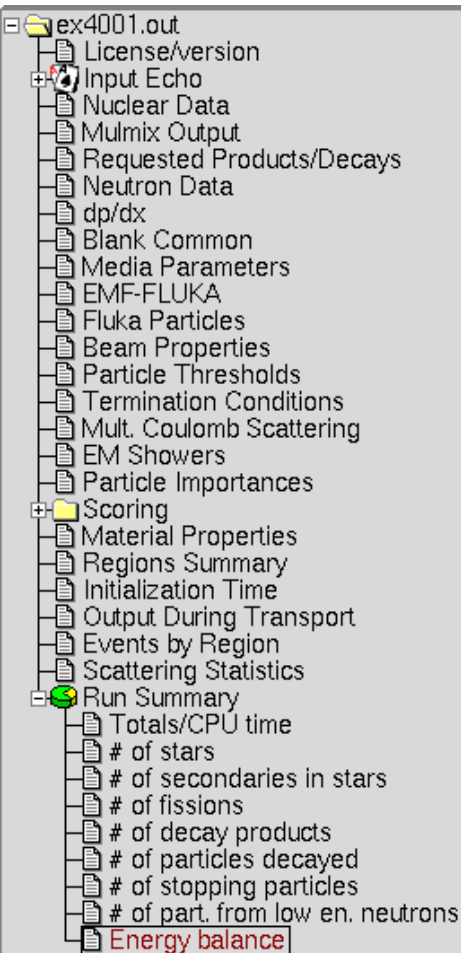 ex4001.out
License/version
Input Echo
Nuclear Data
Mulmix Output
Requested Products/Decays
Neutron Data
dp/dx
Blank Common
Media Parameters
EMF-FLUKA
Fluka Particles
Beam Properties
Particle Thresholds
Termination Conditions
Mult. Coulomb Scattering
EM Showers
Particle Importances
Scoring
Material Properties
Regions Summary
Initialization Time
Output During Transport
Events by Region
Scattering Statistics
Run Summary
Totals/CPU time
# of stars
# of secondaries in stars
# of fissions
# of decay products
# of particles decayed
# of stopping particles
# of part. from low en. neutrons
Energy balance